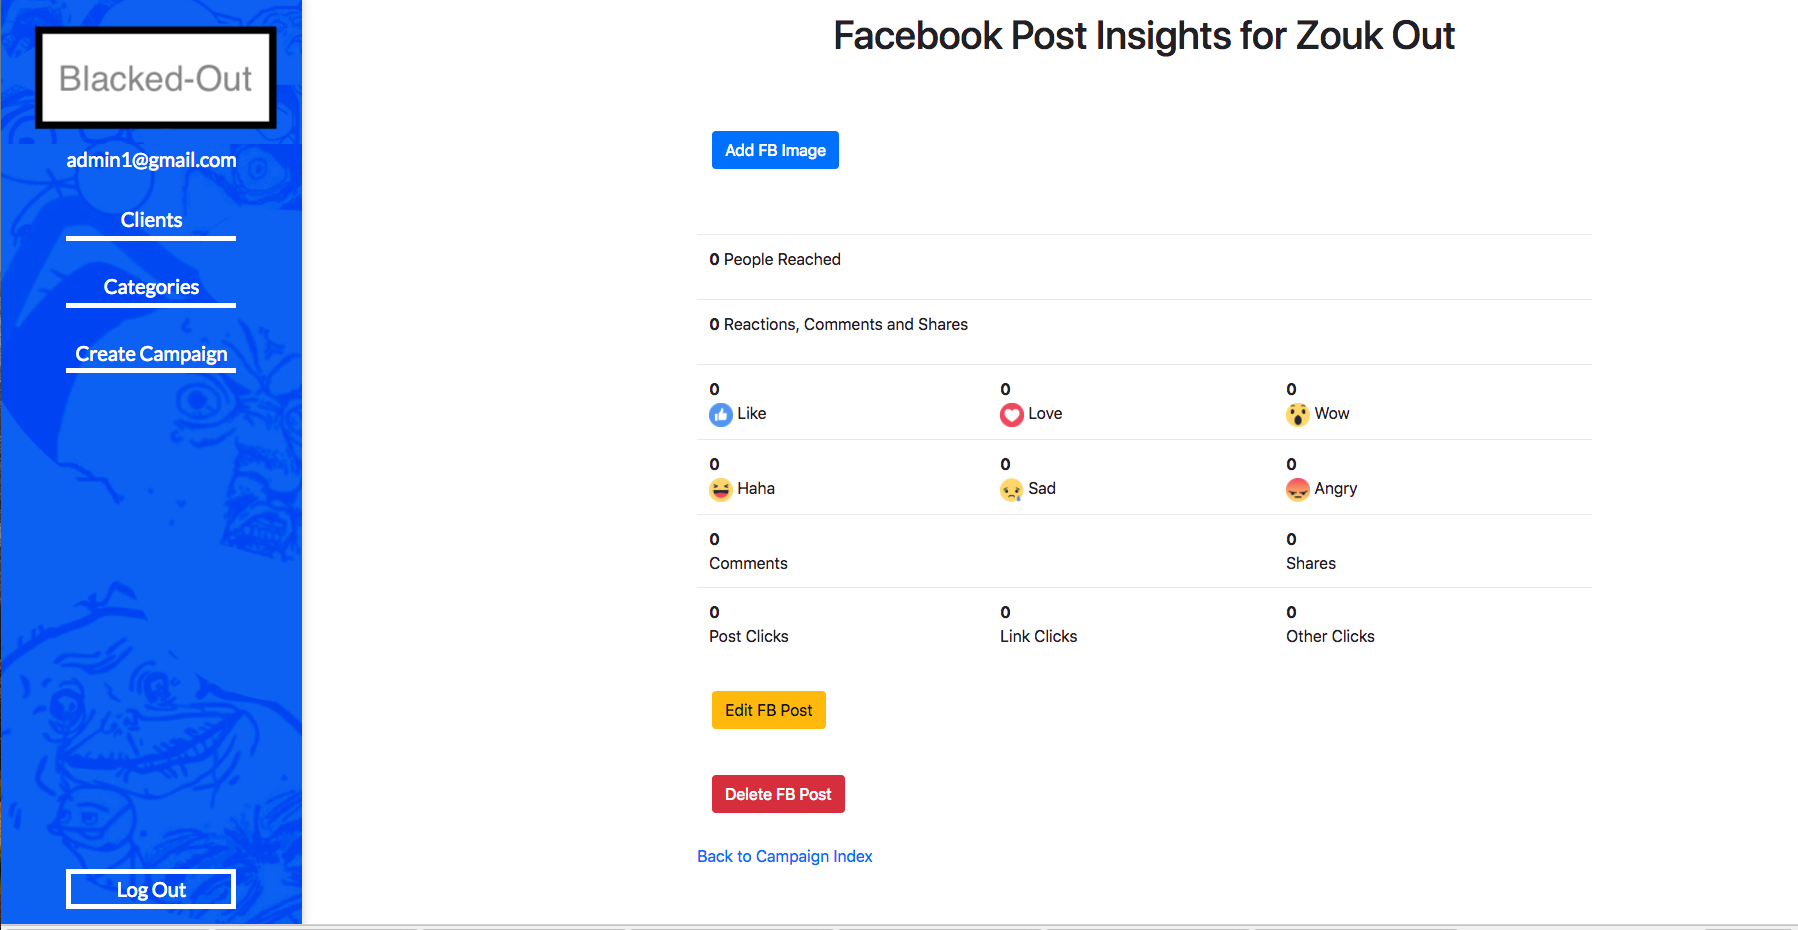 Blacked-Out
admin1@gmail.com
Clients
Categories
Create Campaign
Log Out
Facebook Post Insights for Zouk Out
Add FB Image
0 People Reached
0 Reactions, Comments and Shares
0 0 0
Like Love Wow
0 0 0
Haha Sad Angry
0 0
Comments Shares
0 0 0
Post Clicks Link Clicks Other Clicks
Edit FB Post
Delete FB Post
Back to Campaign Index